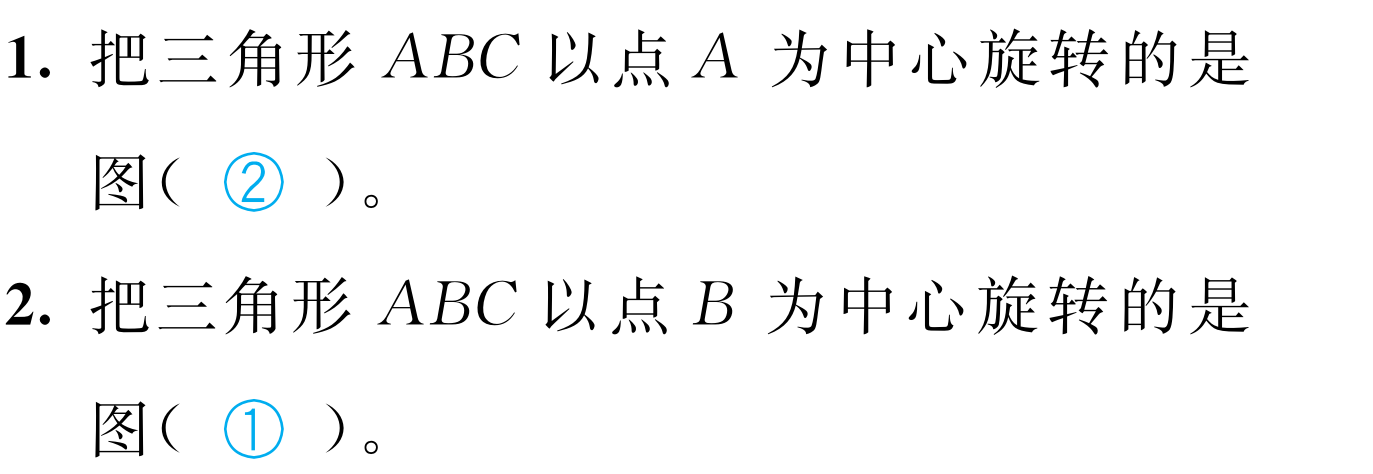 1. 把三角形 ABC 以点 A 为中心旋转的是
图( ② )。
2. 把三角形 ABC 以点 B 为中心旋转的是
图( ① )。